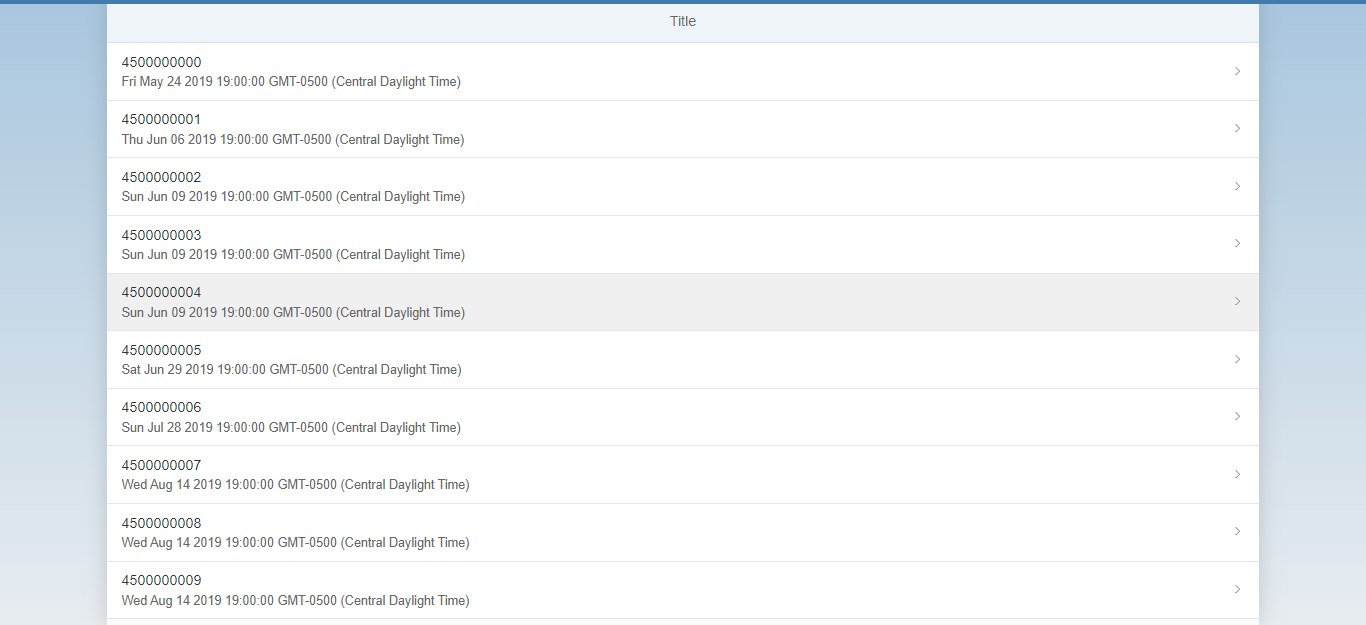 Title
4500000000
Fri May 24 2019 19:00:00 GMT-0500 (Central Daylight Time)
4500000001
Thu Jun 06 2019 19:00:00 GMT-0500 (Central Daylight Time)
4500000002
Sun Jun 09 2019 19:00:00 GMT-0500 (Central Daylight Time)
4500000003
Sun Jun 09 2019 19:00:00 GMT-0500 (Central Daylight Time)
4500000004
Sun Jun 09 2019 19:00:00 GMT-0500 (Central Daylight Time)
4500000005
Sat Jun 29 2019 19:00:00 GMT-0500 (Central Daylight Time)
4500000006
Sun Jul 28 2019 19:00:00 GMT-0500 (Central Daylight Time)
4500000007
Wed Aug 14 2019 19:00:00 GMT-0500 (Central Daylight Time)
4500000008
Wed Aug 14 2019 19:00:00 GMT-0500 (Central Daylight Time)
4500000009
Wed Aug 14 2019 19:00:00 GMT-0500 (Central Daylight Time)